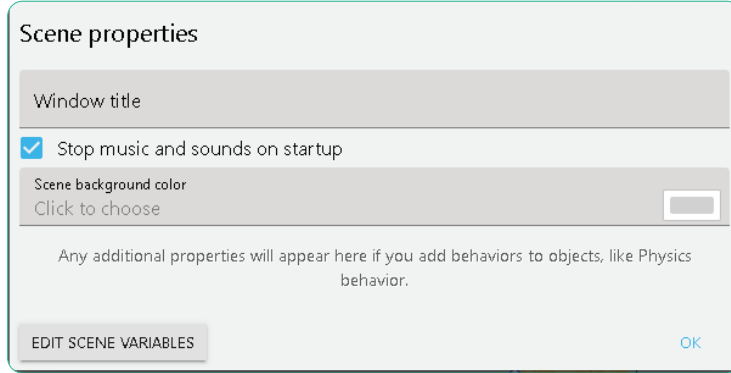 Scene properties
Window title
Stop music and sounds on startup
Scene background color
Click to choose
Any additional properties will appear here if you add behaviors to objects, like Physics
behavior.
EDIT SCENE VARIABLES
OK